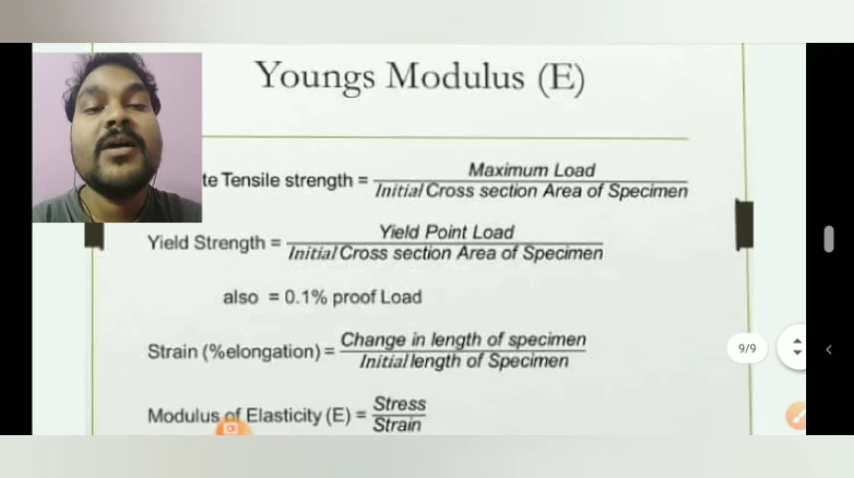 Youngs Modulus (E)
te Tensile strength = Maximum Load
Initial Cross section Area of Specimen
Yield Strength = Yield Point Load
Initial Cross section Area of Specimen
also = 0.1% proof Load
Strain (%elongation) = Change in length of specimen
Initial length of Specimen
9/9
Modulus of Elasticity (E) = Stress
Strain